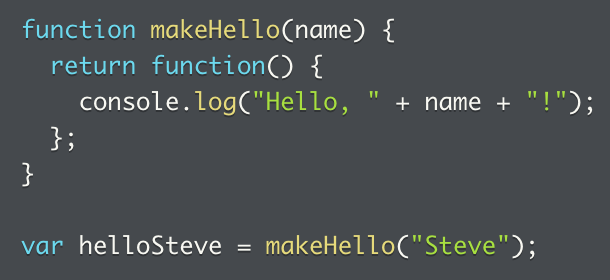 function makeHello(name) {
  return function() {
    console.log("Hello, " + name + "!");
  };
}

var helloSteve = makeHello("Steve");